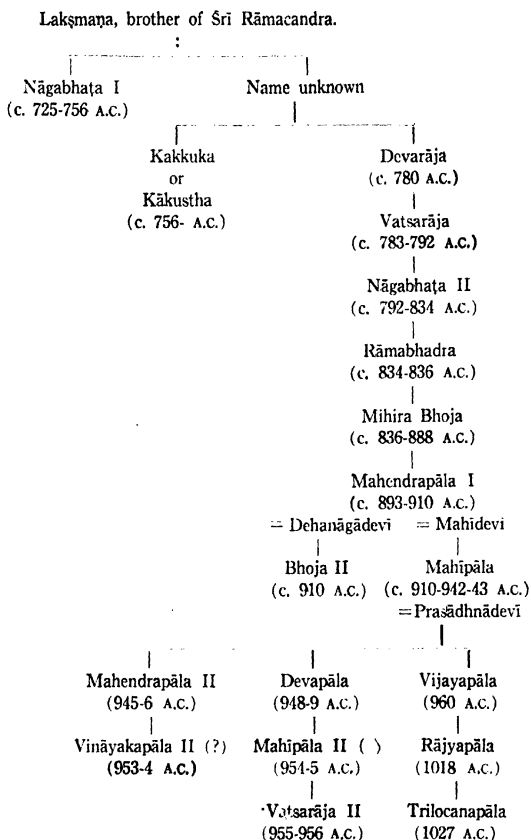 Lakṣmaṇa, brother of Śrī Rāmacandra.
Nāgabhaṭa I Name unknown
(c. 725-756 A.C.)
Kakkuka Devarāja
or (c. 780 A.C.)
Kākustha
(c. 756- A.C.) Vatsarāja
(c. 783-792 A.C.)
Nāgabhaṭa II
(c. 792-834 A.C.)
Rāmabhadra
(c. 834-836 A.C.)
Mihira Bhoja
(c. 836-888 A.C.)
Mahendrapāla I
(c. 893-910 A.C.)
= Dehanāgādevī = Mahīdevi
Bhoja II Mahīpāla
(c. 910 A.C.) (c. 910-942-43 A.C.)
=Prasādhnādevī
Mahendrapāla II Devapāla Vijayapāla
(945-6 A.C.) (948-9 A.C.) (960 A.C.)
Vināyakapāla II (?) Mahīpāla II ( ) Rājyapāla
(953-4 A.C.) (954-5 A.C.) (1018 A.C.)
Vatsarāja II Trilocanapāla
(955-956 A.C.) (1027 A.C.)